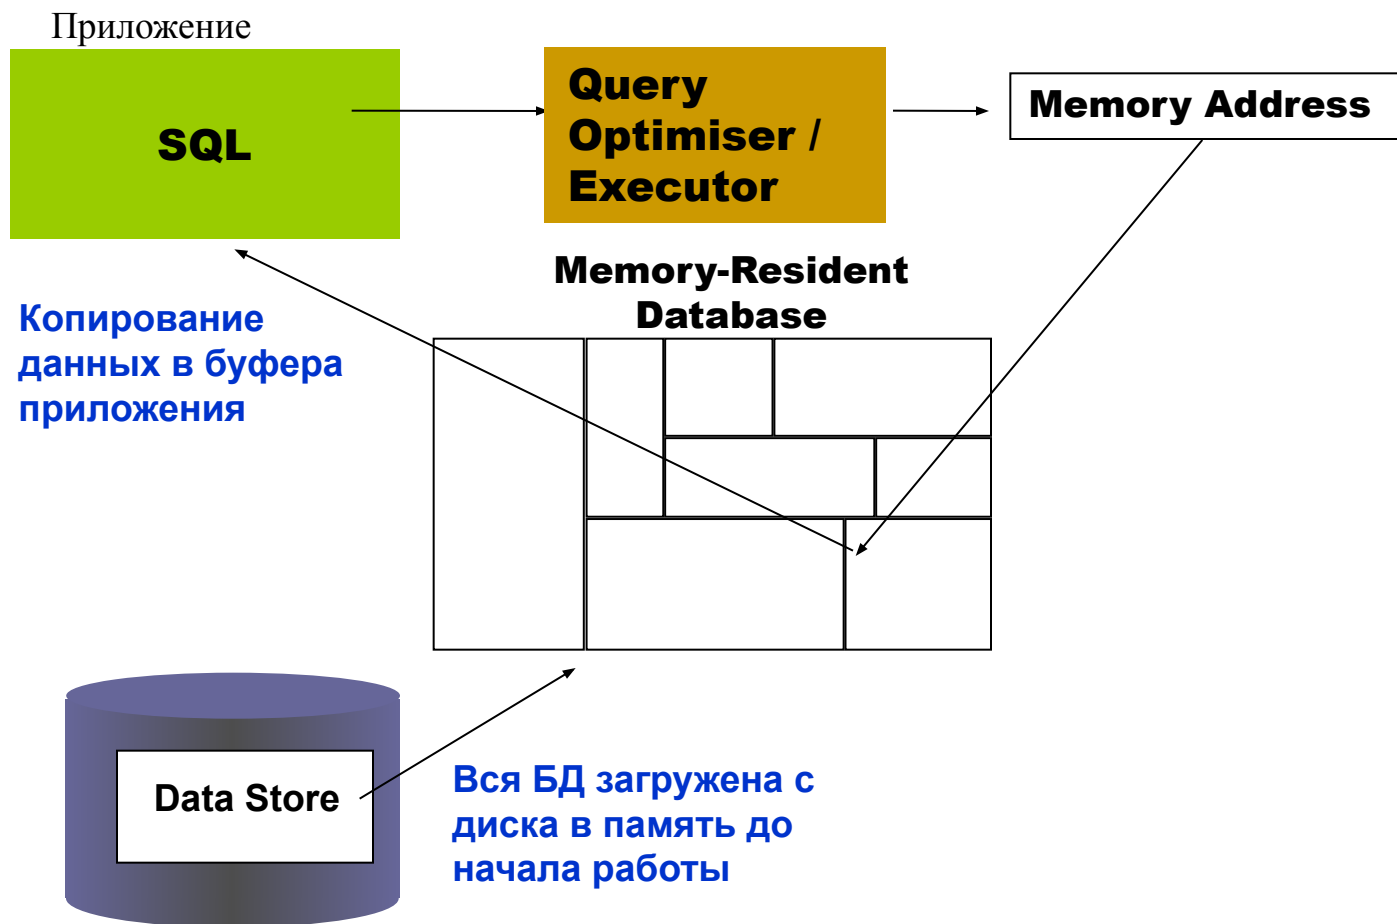 Приложение
SQL
Query
Optimiser /
Executor
Memory Address
Memory-Resident
Database
Копирование
данных в буфера
приложения
Data Store
Вся БД загружена с
диска в память до
начала работы